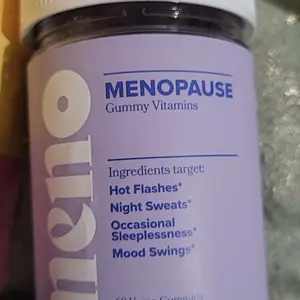 meno
MENOPAUSE
Gummy Vitamins
Ingredients target:
Hot Flashes*
Night Sweats*
Occasional
Sleeplessness*
Mood Swings*